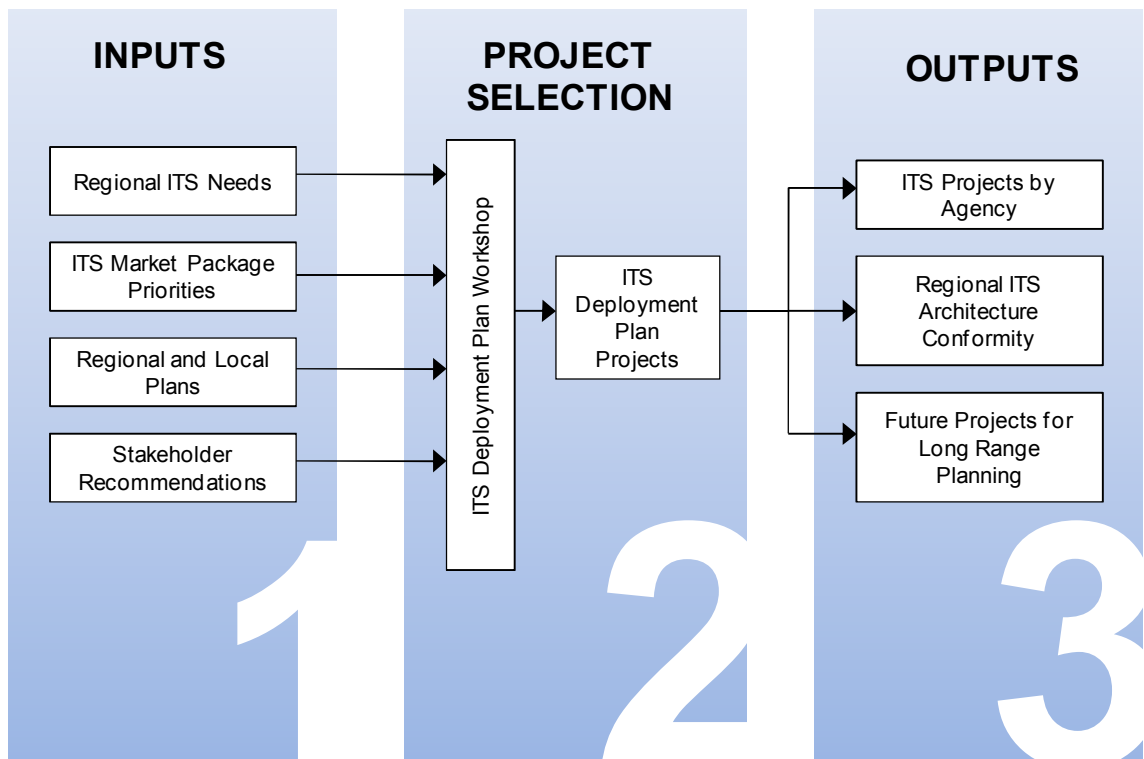 INPUTS
Regional ITS Needs
ITS Market Package
Priorities
Regional and Local
Plans
Stakeholder
Recommendations
1
PROJECT
SELECTION
ITS Deployment Plan Workshop
ITS
Deployment
Plan
Projects
2
OUTPUTS
ITS Projects by
Agency
Regional ITS
Architecture
Conformity
Future Projects for
Long Range
Planning
3